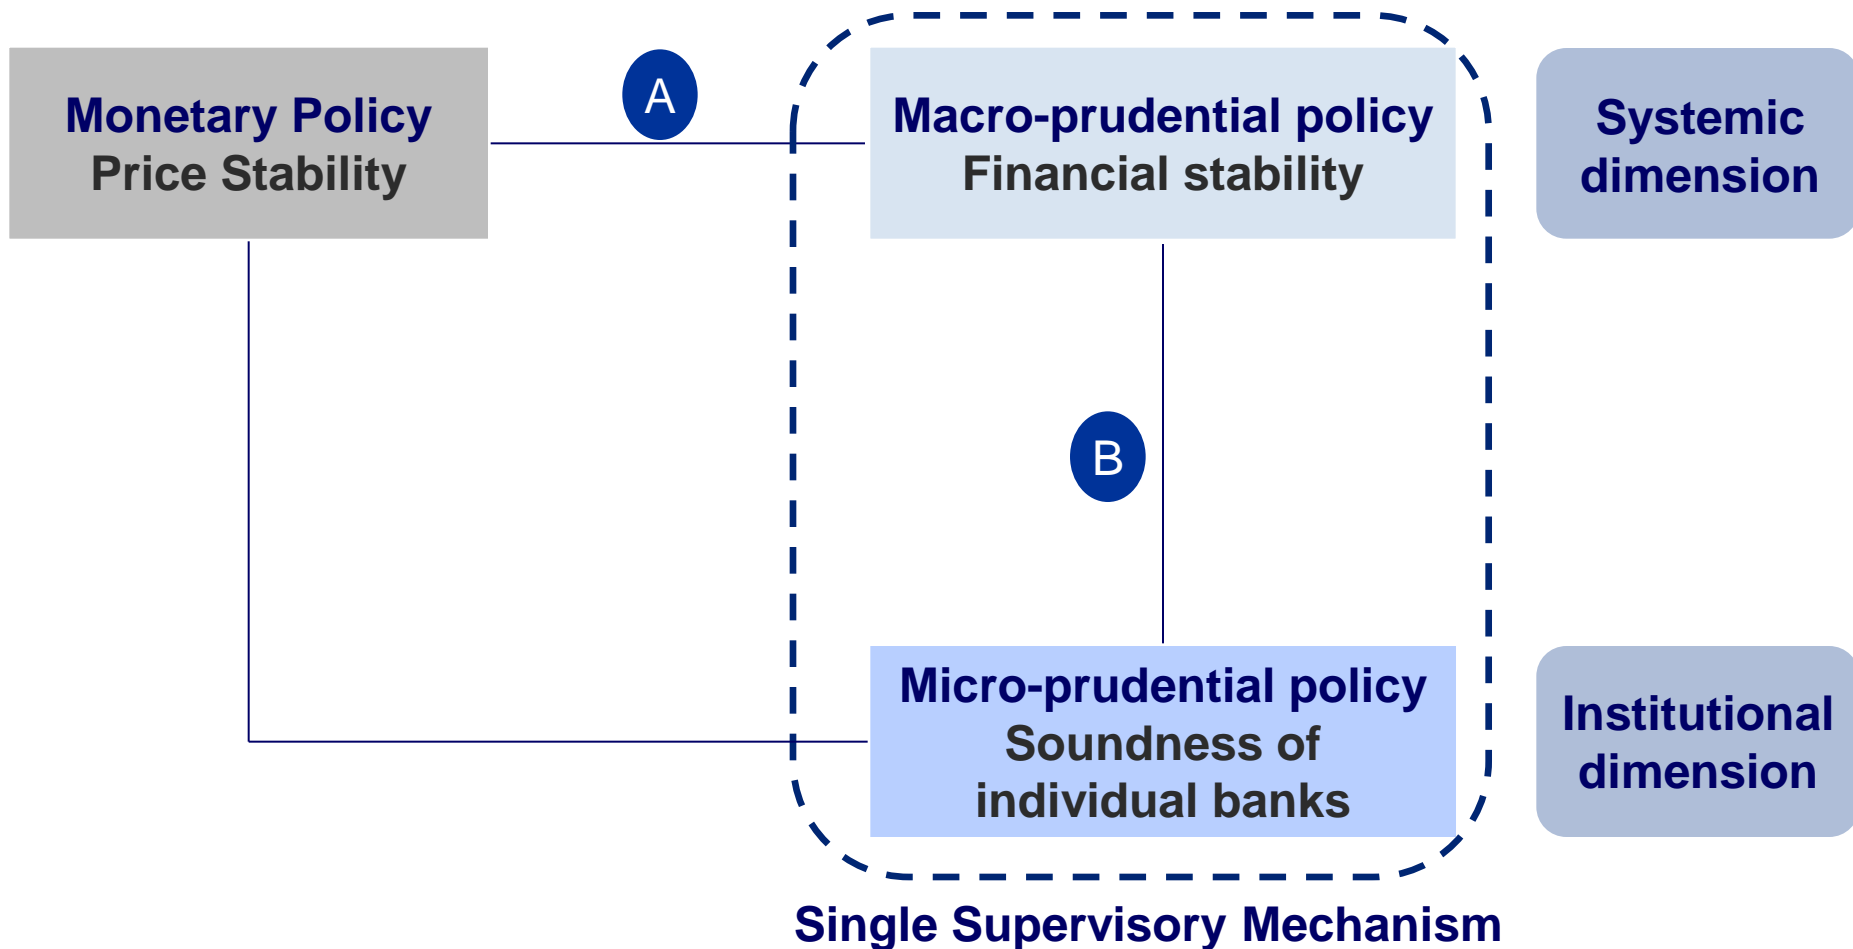 Monetary Policy
Price Stability
A
Macro-prudential policy
Financial stability
Systemic
dimension
B
Micro-prudential policy
Soundness of
individual banks
Institutional
dimension
Single Supervisory Mechanism